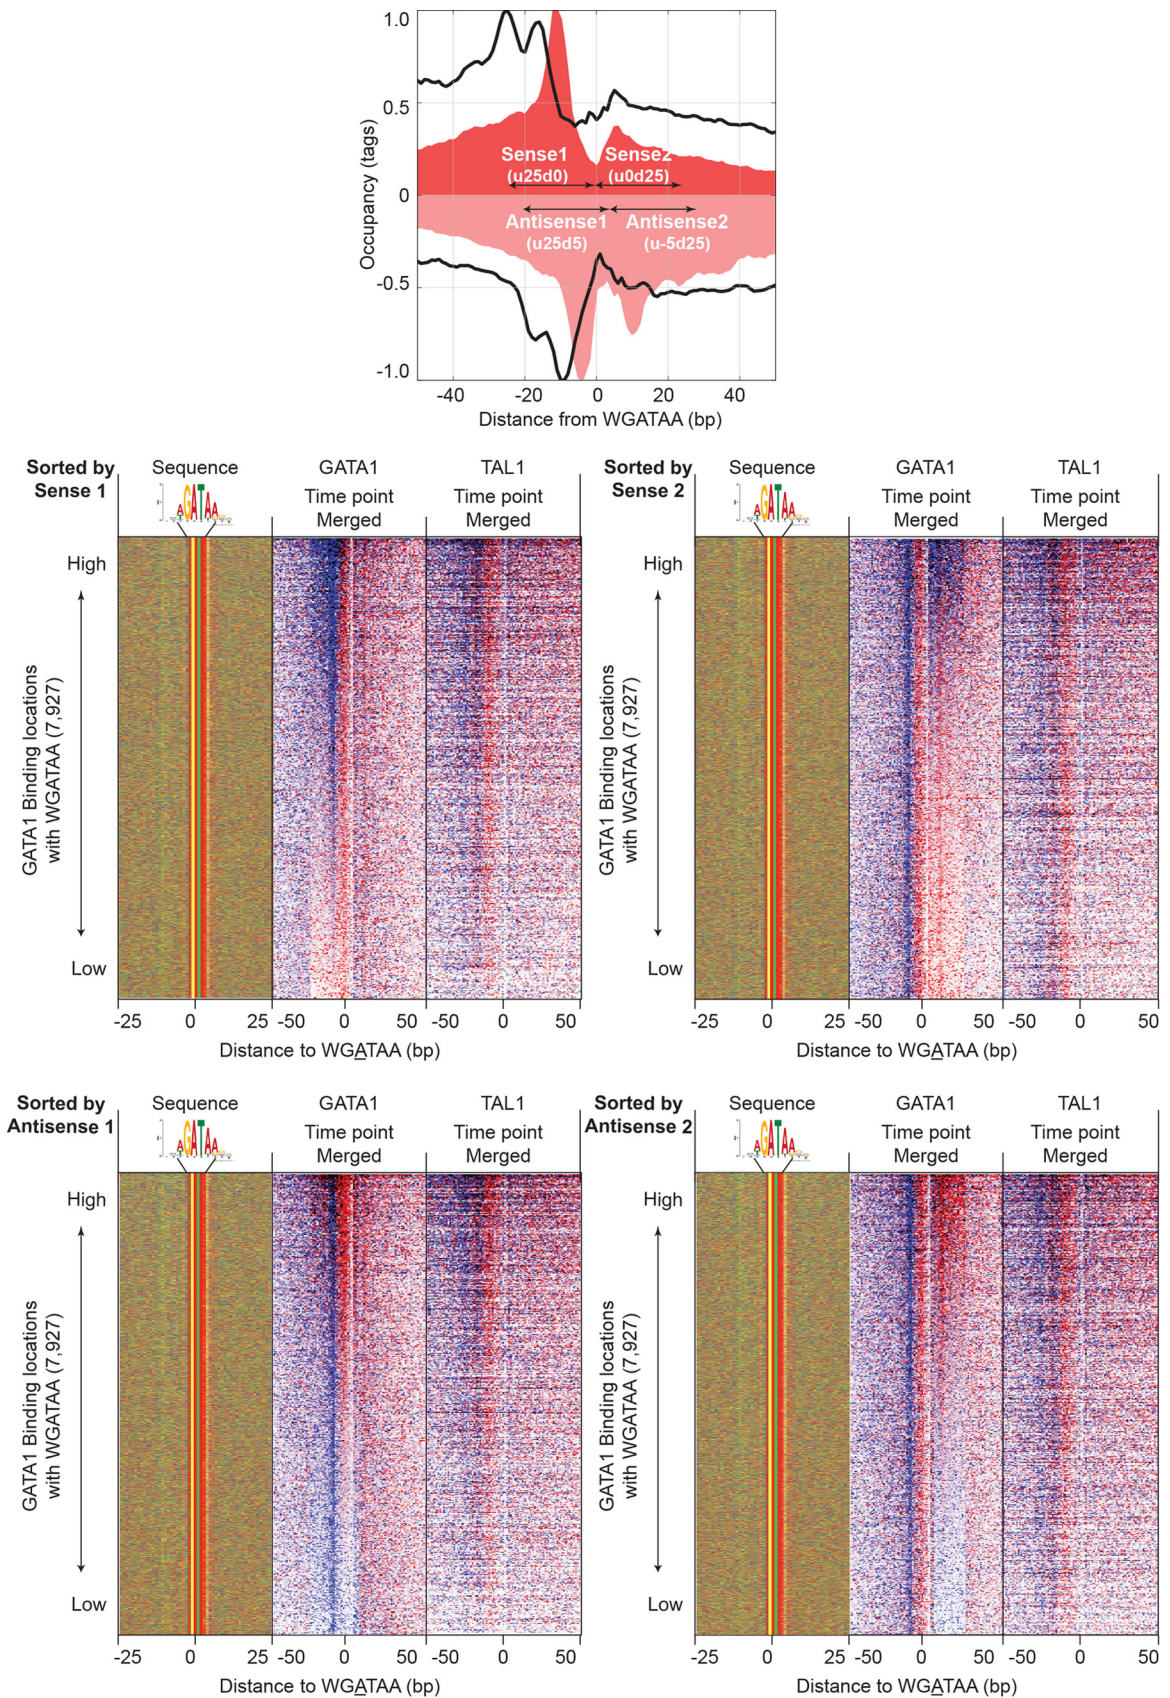 1.0
0.5
0
-0.5
-1.0
Occupancy (tags)
Sense1
(u25d0)
Sense2
(u0d25)
Antisense1
(u25d5)
Antisense2
(u-5d25)
-40 -20 0 20 40
Distance from WGATAA (bp)
Sorted by
Sense 1
Sequence
GATA1
Time point
Merged
TAL1
Time point
Merged
AGATAA
High
GATA1 Binding locations
with WGATAA (7,927)
Low
-25 0 25 -50 0 50 -50 0 50
Distance to WGATAA (bp)
Sorted by
Sense 2
Sequence
GATA1
Time point
Merged
TAL1
Time point
Merged
AGATAA
High
GATA1 Binding locations
with WGATAA (7,927)
Low
-25 0 25 -50 0 50 -50 0 50
Distance to WGATAA (bp)
Sorted by
Antisense 1
Sequence
GATA1
Time point
Merged
TAL1
Time point
Merged
AGATAA
High
GATA1 Binding locations
with WGATAA (7,927)
Low
-25 0 25 -50 0 50 -50 0 50
Distance to WGATAA (bp)
Sorted by
Antisense 2
Sequence
GATA1
Time point
Merged
TAL1
Time point
Merged
AGATAA
High
GATA1 Binding locations
with WGATAA (7,927)
Low
-25 0 25 -50 0 50 -50 0 50
Distance to WGATAA (bp)